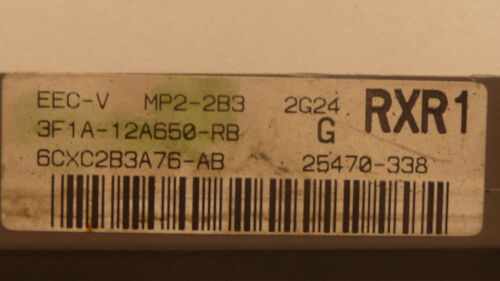 EEC-V MP2-2B3 2G24 RXR1
3F1A-12A650-RB G
6CXC2B3A76-AB 25470-338